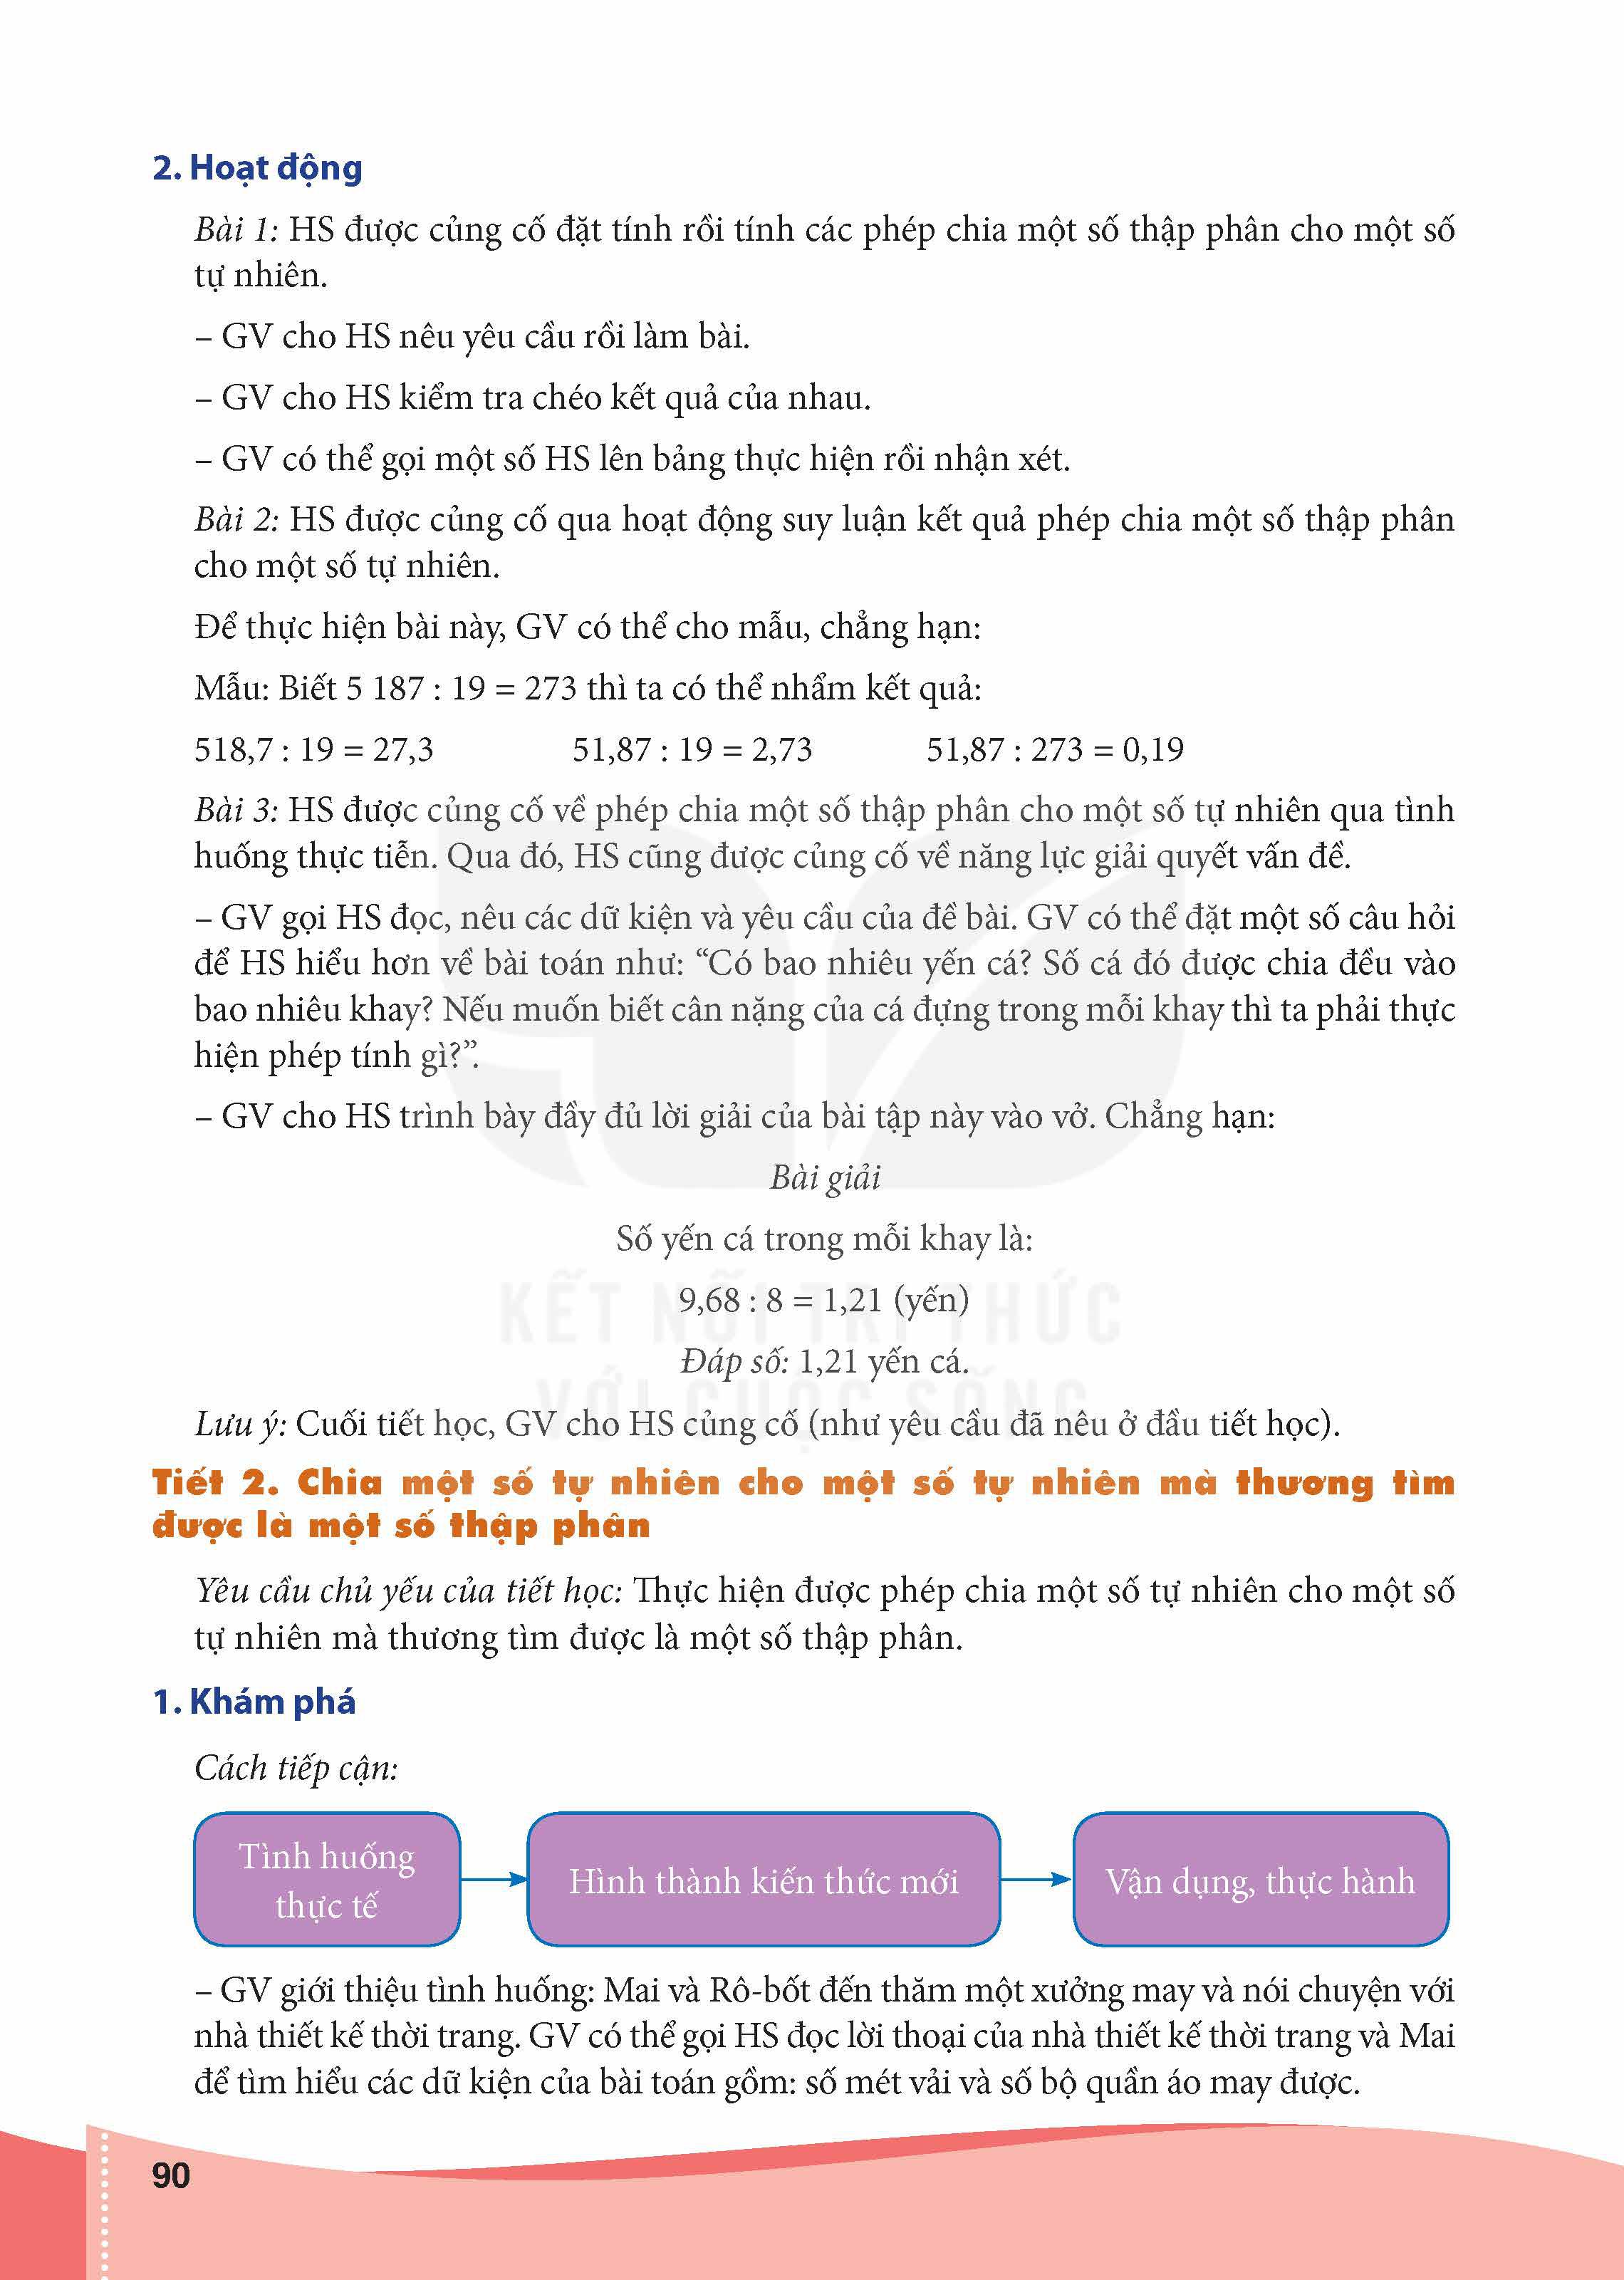 2. Hoạt động
Bài 1: HS được củng cố đặt tính rồi tính các phép chia một số thập phân cho một số
tự nhiên.
– GV cho HS nêu yêu cầu rồi làm bài.
– GV cho HS kiểm tra chéo kết quả của nhau.
– GV có thể gọi một số HS lên bảng thực hiện rồi nhận xét.
Bài 2: HS được củng cố qua hoạt động suy luận kết quả phép chia một số thập phân
cho một số tự nhiên.
Để thực hiện bài này, GV có thể cho mẫu, chẳng hạn:
Mẫu: Biết 5 187 : 19 = 273 thì ta có thể nhẩm kết quả:
518,7 : 19 = 27,3 51,87 : 19 = 2,73 51,87 : 273 = 0,19
Bài 3: HS được củng cố về phép chia một số thập phân cho một số tự nhiên qua tình
huống thực tiễn. Qua đó, HS cũng được củng cố về năng lực giải quyết vấn đề.
– GV gọi HS đọc, nêu các dữ kiện và yêu cầu của đề bài. GV có thể đặt một số câu hỏi
để HS hiểu hơn về bài toán như: “Có bao nhiêu yến cá? Số cá đó được chia đều vào
bao nhiêu khay? Nếu muốn biết cân nặng của cá đựng trong mỗi khay thì ta phải thực
hiện phép tính gì?”.
– GV cho HS trình bày đầy đủ lời giải của bài tập này vào vở. Chẳng hạn:
Bài giải
Số yến cá trong mỗi khay là:
KẾT NỐI TRI THỨC
9,68 : 8 = 1,21 (yến)
Đáp số: 1,21 yến cá.
VỚI CUỘC SỐNG
Lưu ý: Cuối tiết học, GV cho HS củng cố (như yêu cầu đã nêu ở đầu tiết học).
Tiết 2. Chia một số tự nhiên cho một số tự nhiên mà thương tìm
được là một số thập phân
Yêu cầu chủ yếu của tiết học: Thực hiện được phép chia một số tự nhiên cho một số
tự nhiên mà thương tìm được là một số thập phân.
1. Khám phá
Cách tiếp cận:
Tình huống
thực tế
Hình thành kiến thức mới
Vận dụng, thực hành
– GV giới thiệu tình huống: Mai và Rô-bốt đến thăm một xưởng may và nói chuyện với
nhà thiết kế thời trang. GV có thể gọi HS đọc lời thoại của nhà thiết kế thời trang và Mai
để tìm hiểu các dữ kiện của bài toán gồm: số mét vải và số bộ quần áo may được.
90